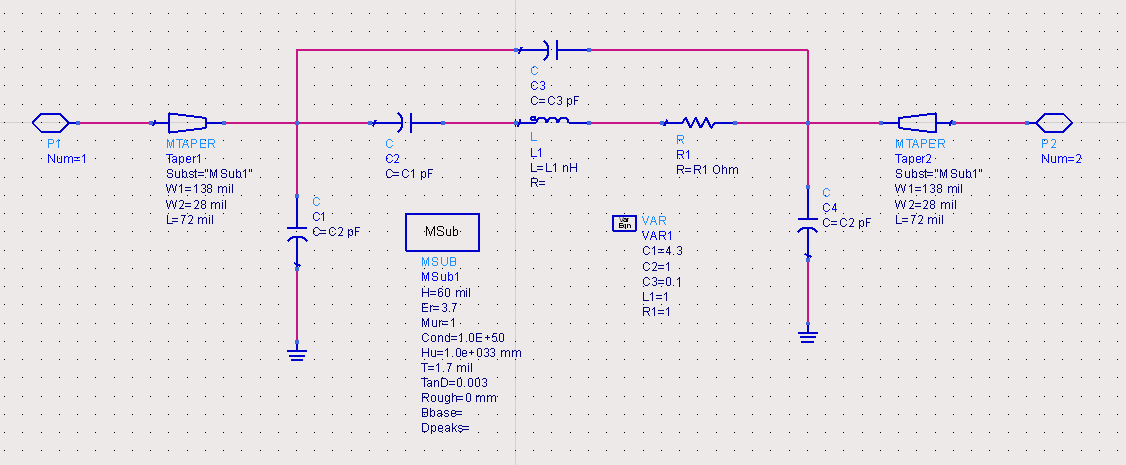 C
C3
C=C3 pF
P1
Num=1
MTAPER
Taper1
Subst="MSub1"
W1=138 mil
W2=28 mil
L=72 mil
C
C2
C=C1 pF
L
L1
L=L1 nH
R=
R
R1
R=R1 Ohm
MTAPER
Taper2
Subst="MSub1"
W1=138 mil
W2=28 mil
L=72 mil
P2
Num=2
C
C1
C=C2 pF
MSub
MSUB
MSub1
H=60 mil
Er=3.7
Mur=1
Cond=1.0E+50
Hu=1.0e+033 mm
T=1.7 mil
TanD=0.003
Rough=0 mm
Bbase=
Dpeaks=
Var
Eqn
VAR
VAR1
C1=4.3
C2=1
C3=0.1
L1=1
R1=1
C
C4
C=C2 pF